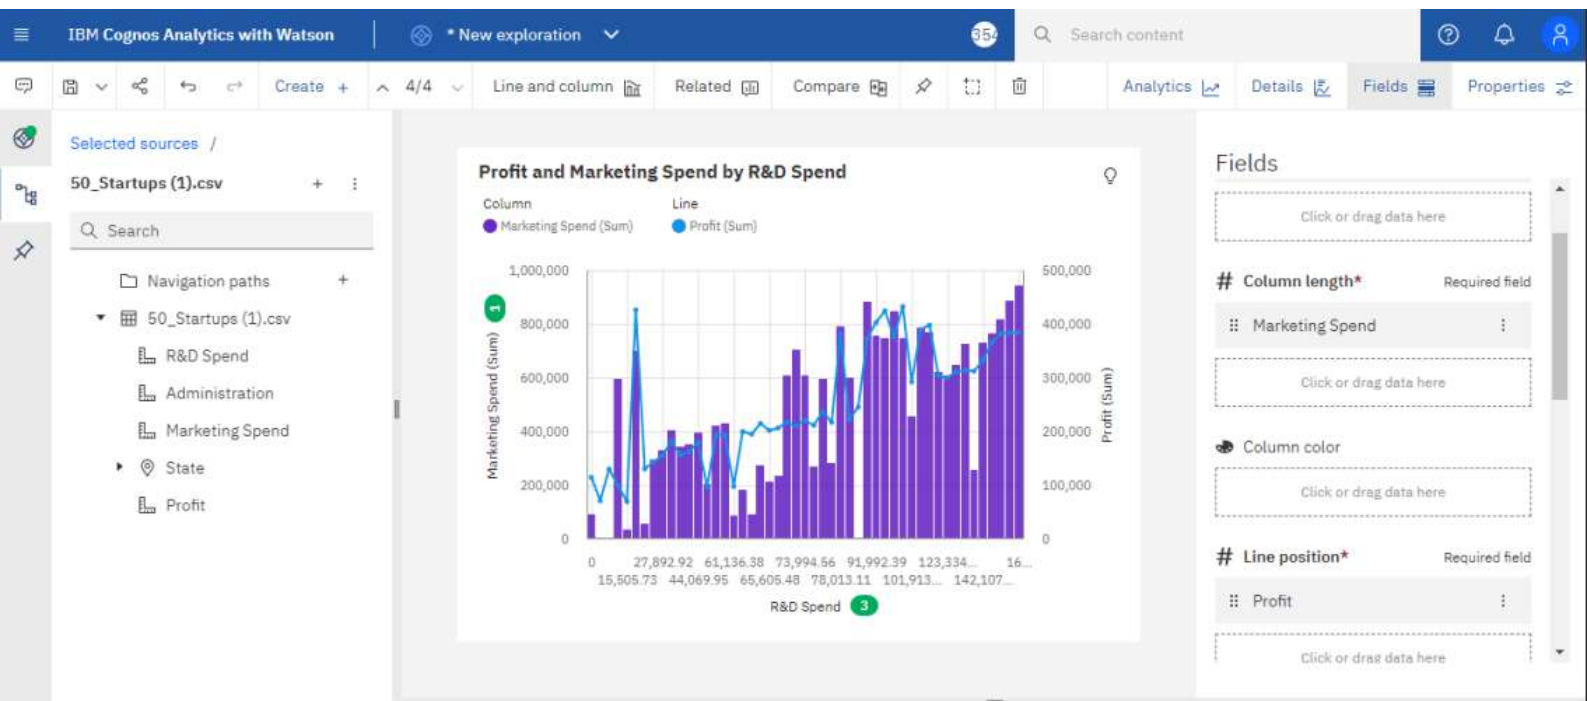 IBM Cognos Analytics with Watson
* New exploration
354
Search content
Create +
4/4
Line and column
Related
Compare
Analytics
Details
Fields
Properties
Selected sources /
50_Startups (1).csv
Search
Navigation paths
50_Startups (1).csv
R&D Spend
Administration
Marketing Spend
State
Profit
Profit and Marketing Spend by R&D Spend
Column
Line
Marketing Spend (Sum)
Profit (Sum)
1,000,000
800,000
600,000
400,000
200,000
0
Marketing Spend (Sum)
1
500,000
400,000
300,000
200,000
100,000
0
Profit (Sum)
0 27,892.92 61,136.38 73,994.56 91,992.39 123,334... 16...
15,505.73 44,069.95 65,605.48 78,013.11 101,913... 142,107...
R&D Spend 3
Fields
Click or drag data here
# Column length* Required field
Marketing Spend
Click or drag data here
Column color
Click or drag data here
# Line position* Required field
Profit
Click or drag data here